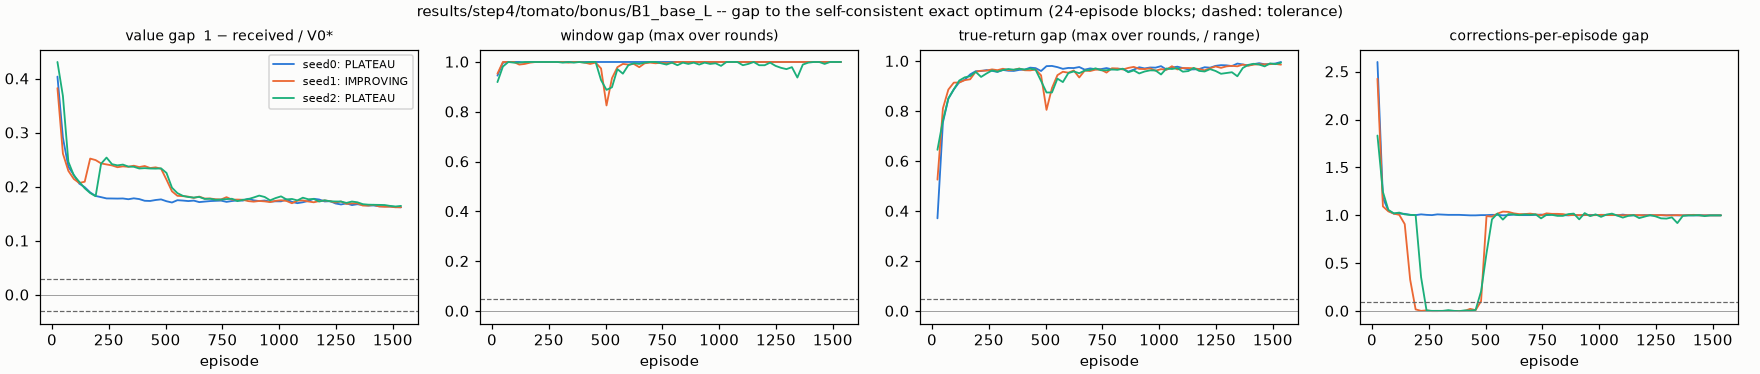 results/step4/tomato/bonus/B1_base_L -- gap to the self-consistent exact optimum (24-episode blocks; dashed: tolerance)
value gap 1 − received / V0*
seed0: PLATEAU
seed1: IMPROVING
seed2: PLATEAU
0.4
0.3
0.2
0.1
0.0
0 250 500 750 1000 1250 1500
episode
window gap (max over rounds)
1.0
0.8
0.6
0.4
0.2
0.0
0 250 500 750 1000 1250 1500
episode
true-return gap (max over rounds, / range)
1.0
0.8
0.6
0.4
0.2
0.0
0 250 500 750 1000 1250 1500
episode
corrections-per-episode gap
2.5
2.0
1.5
1.0
0.5
0.0
0 250 500 750 1000 1250 1500
episode